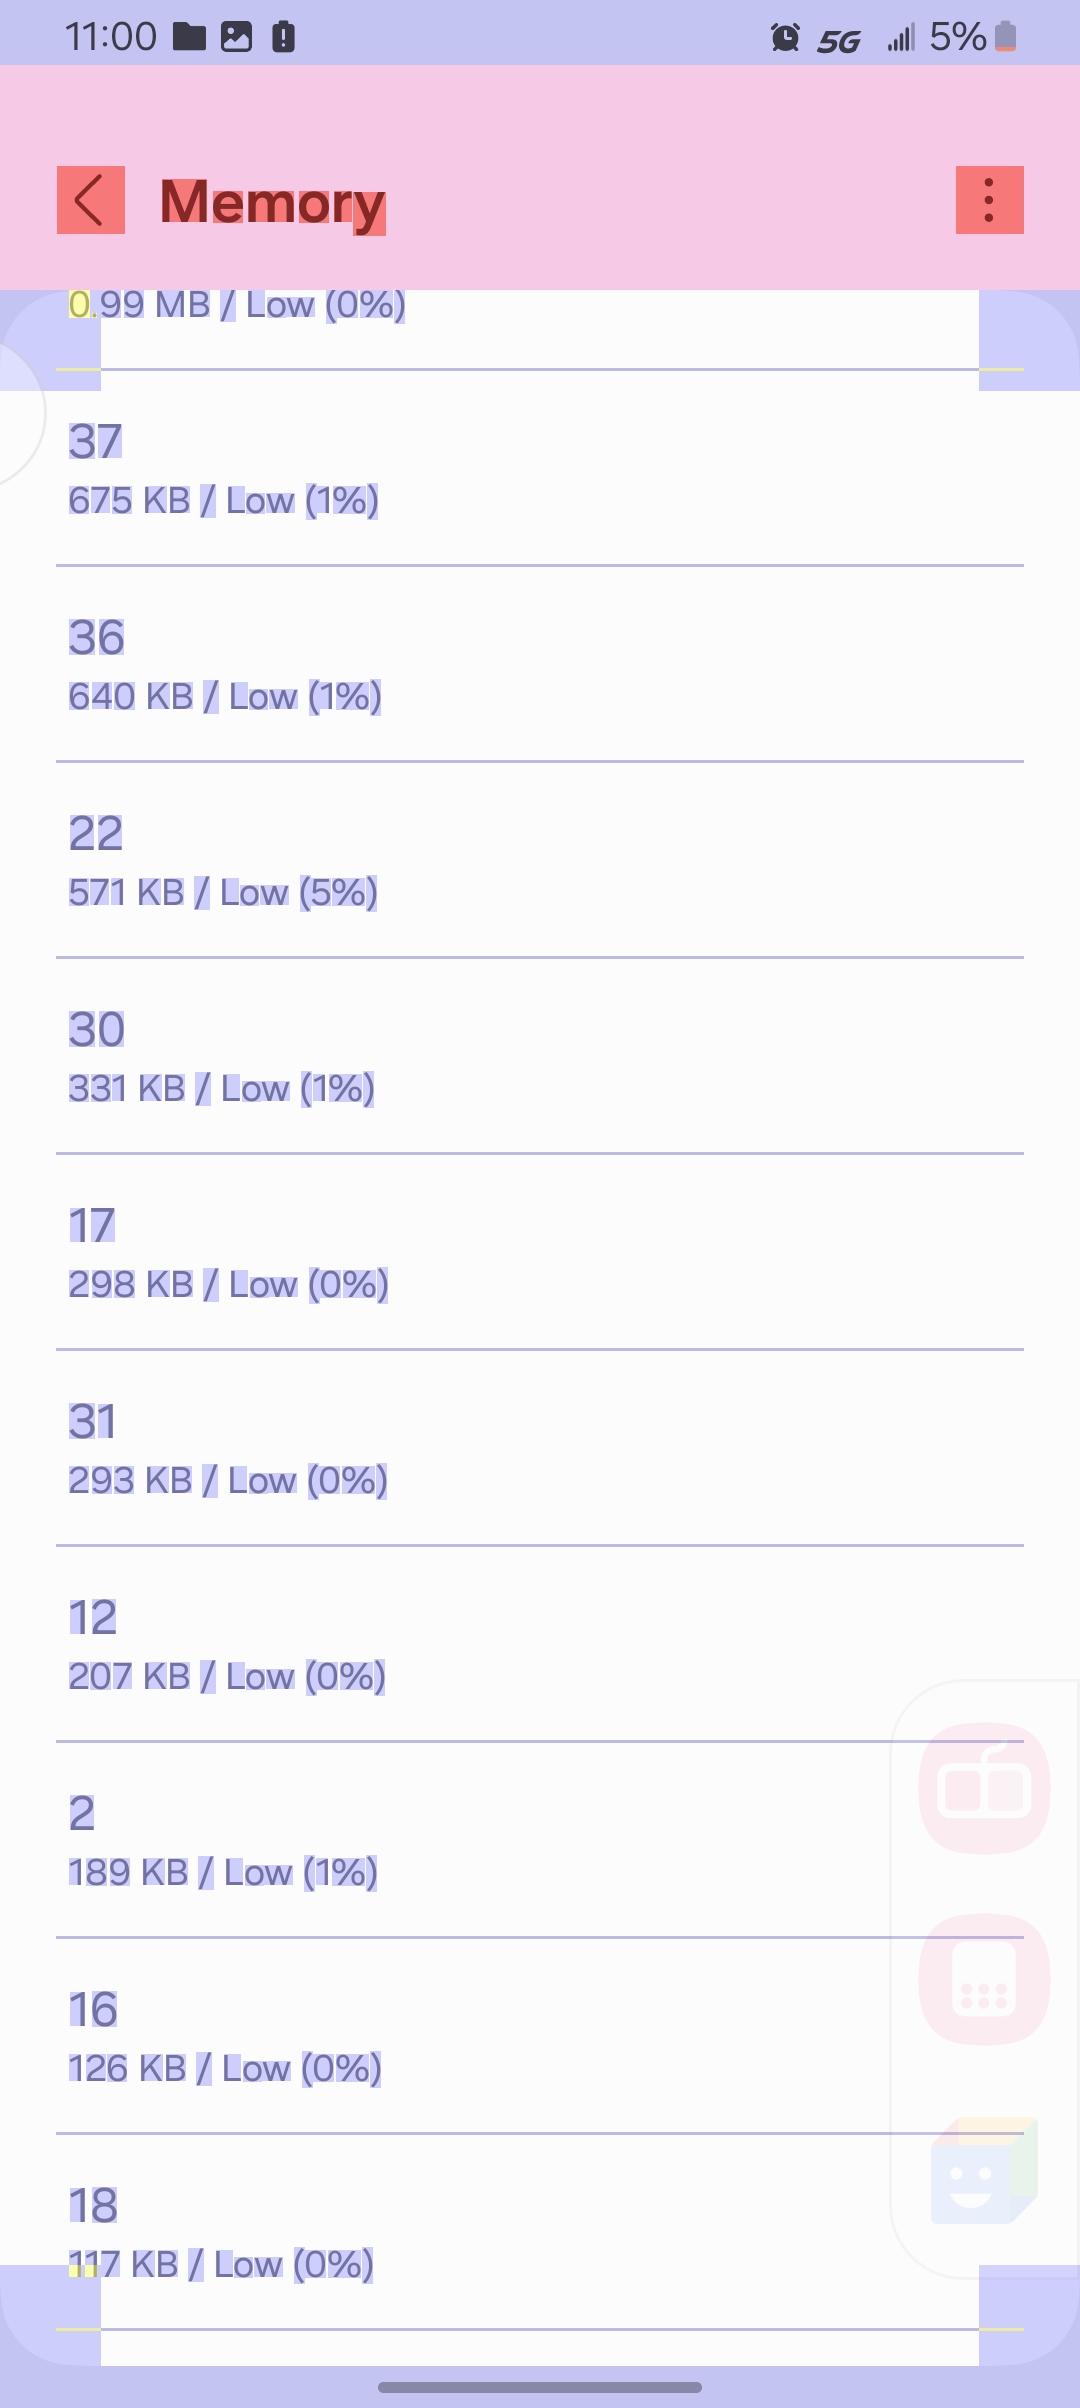 11:00 5G 5%
Memory
0.99 MB / Low (0%)
37
675 KB / Low (1%)
36
640 KB / Low (1%)
22
571 KB / Low (5%)
30
331 KB / Low (1%)
17
298 KB / Low (0%)
31
293 KB / Low (0%)
12
207 KB / Low (0%)
2
189 KB / Low (1%)
16
126 KB / Low (0%)
18
117 KB / Low (0%)